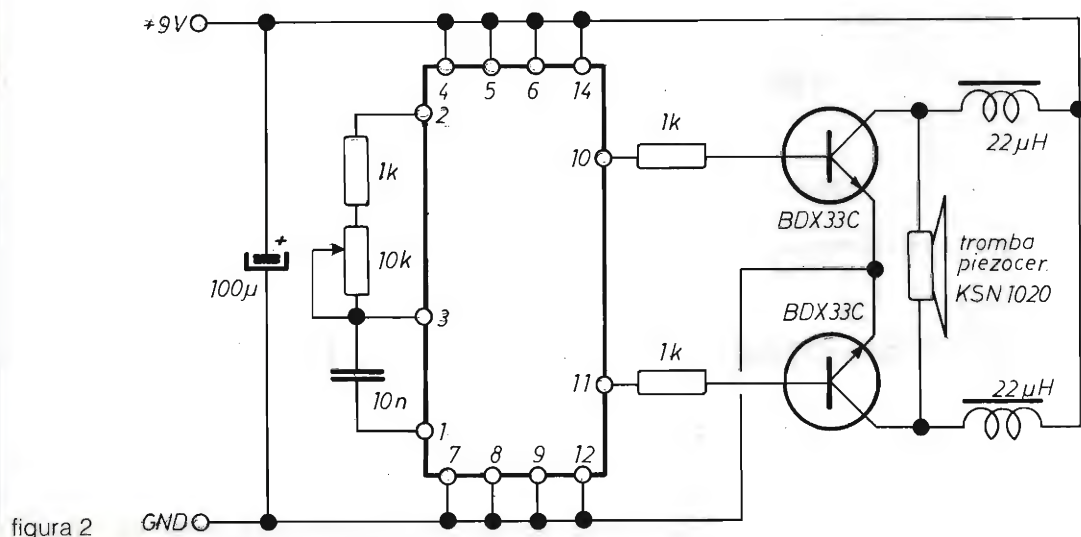 +9V
4
5
6
14
2
1k
10
1k
22µH
BDX33C
+
100µ
10k
3
tromba
piezocer.
KSN 1020
BDX33C
1k
11
10n
1
22µH
7
8
9
12
figura 2
GND